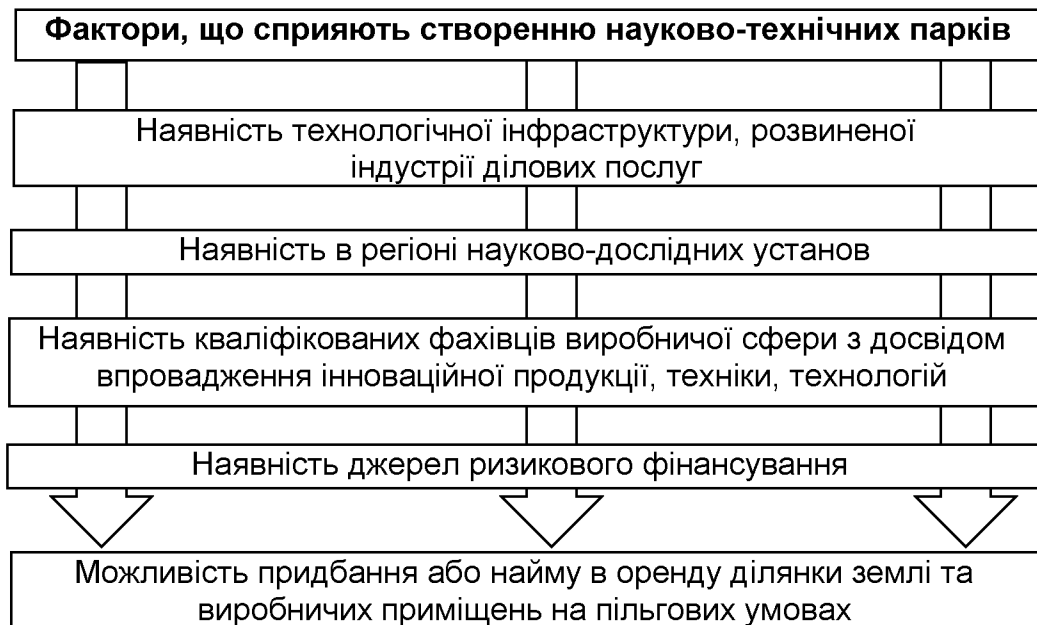 Фактори, що сприяють створенню науково-технічних парків
Наявність технологічної інфраструктури, розвиненої
індустрії ділових послуг
Наявність в регіоні науково-дослідних установ
Наявність кваліфікованих фахівців виробничої сфери з досвідом
впровадження інноваційної продукції, техніки, технологій
Наявність джерел ризикового фінансування
Можливість придбання або найму в оренду ділянки землі та
виробничих приміщень на пільгових умовах